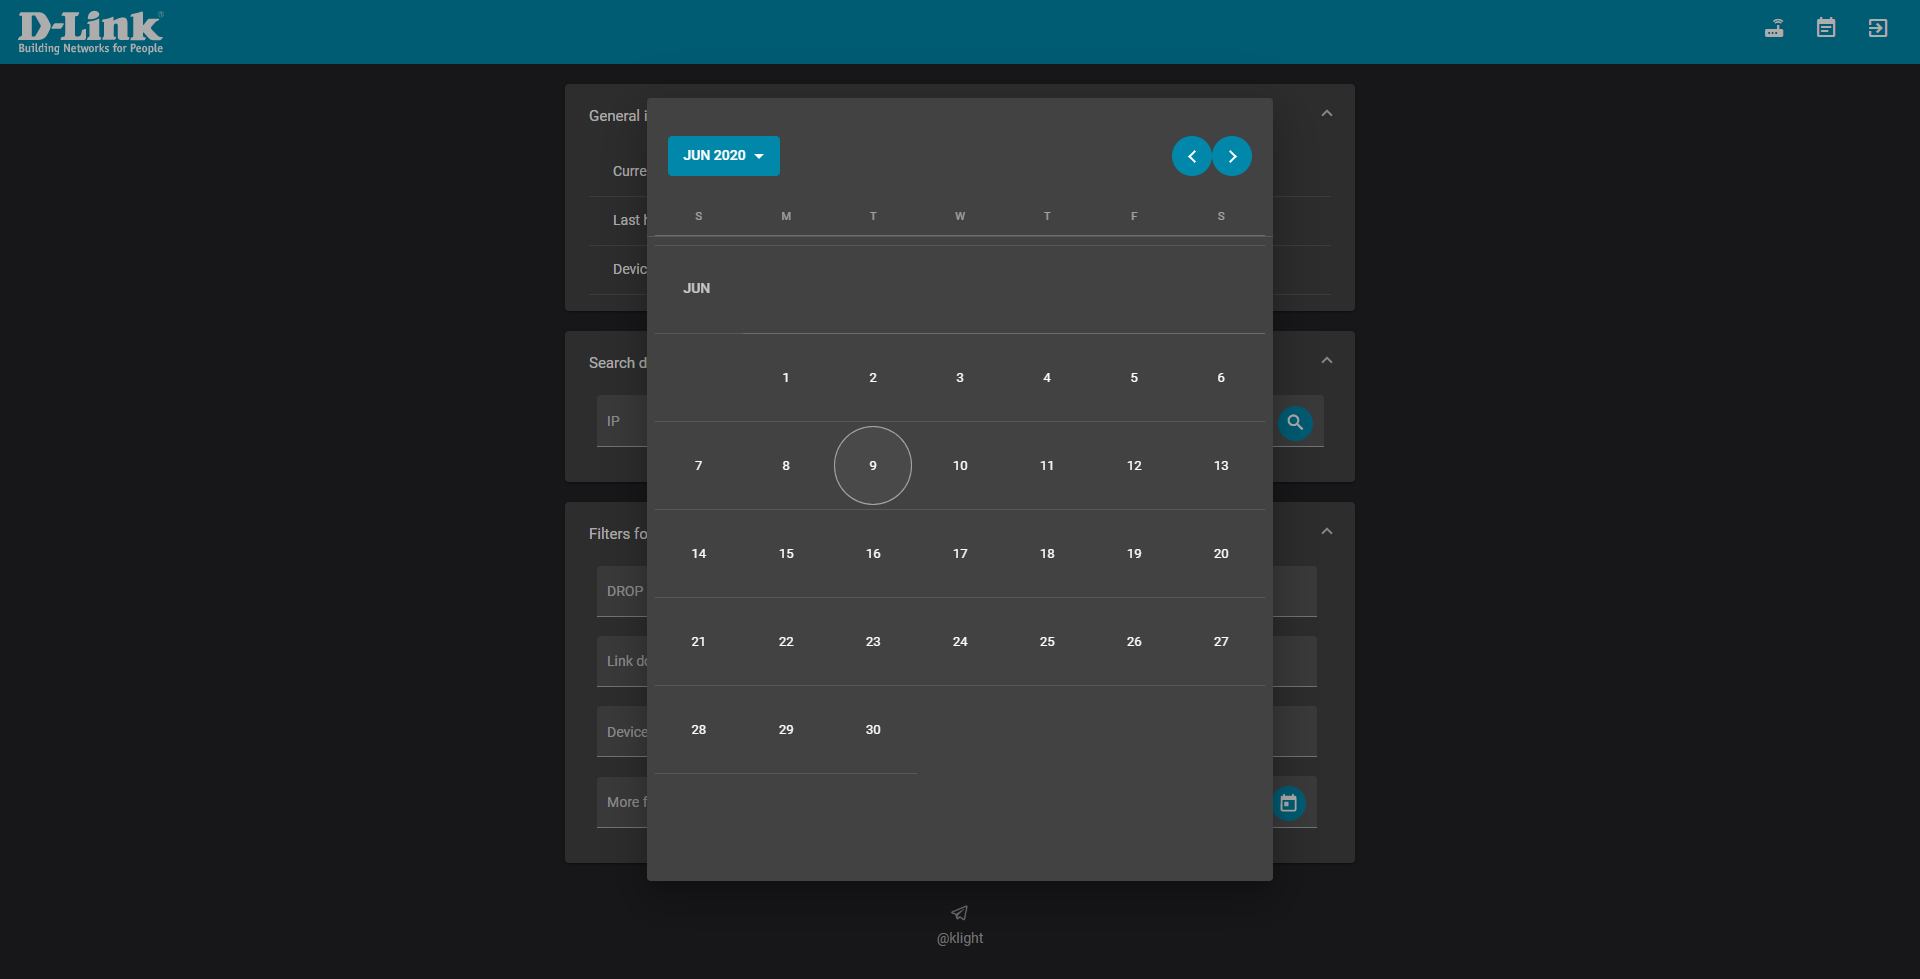 D-Link®
Building Networks for People
General i
Curre
Last h
Devic
Search d
IP
Filters fo
DROP
Link do
Device
More f
JUN 2020
S M T W T F S
JUN
1 2 3 4 5 6
7 8 9 10 11 12 13
14 15 16 17 18 19 20
21 22 23 24 25 26 27
28 29 30
@klight